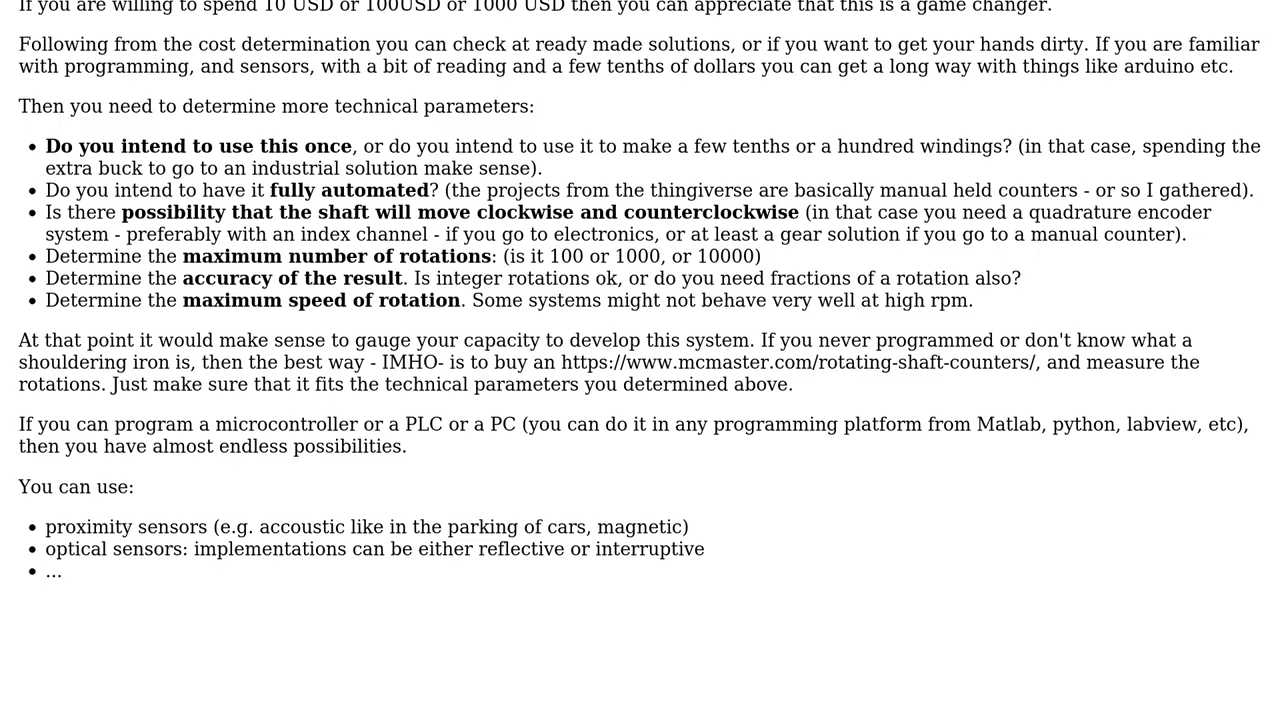 If you are willing to spend 10 USD or 100USD or 1000 USD then you can appreciate that this is a game changer.
Following from the cost determination you can check at ready made solutions, or if you want to get your hands dirty. If you are familiar
with programming, and sensors, with a bit of reading and a few tenths of dollars you can get a long way with things like arduino etc.
Then you need to determine more technical parameters:
• Do you intend to use this once, or do you intend to use it to make a few tenths or a hundred windings? (in that case, spending the
extra buck to go to an industrial solution make sense).
• Do you intend to have it fully automated? (the projects from the thingiverse are basically manual held counters - or so I gathered).
• Is there possibility that the shaft will move clockwise and counterclockwise (in that case you need a quadrature encoder
system - preferably with an index channel - if you go to electronics, or at least a gear solution if you go to a manual counter).
• Determine the maximum number of rotations: (is it 100 or 1000, or 10000)
• Determine the accuracy of the result. Is integer rotations ok, or do you need fractions of a rotation also?
• Determine the maximum speed of rotation. Some systems might not behave very well at high rpm.
At that point it would make sense to gauge your capacity to develop this system. If you never programmed or don't know what a
shouldering iron is, then the best way - IMHO- is to buy an https://www.mcmaster.com/rotating-shaft-counters/, and measure the
rotations. Just make sure that it fits the technical parameters you determined above.
If you can program a microcontroller or a PLC or a PC (you can do it in any programming platform from Matlab, python, labview, etc),
then you have almost endless possibilities.
You can use:
• proximity sensors (e.g. accoustic like in the parking of cars, magnetic)
• optical sensors: implementations can be either reflective or interruptive
• ...